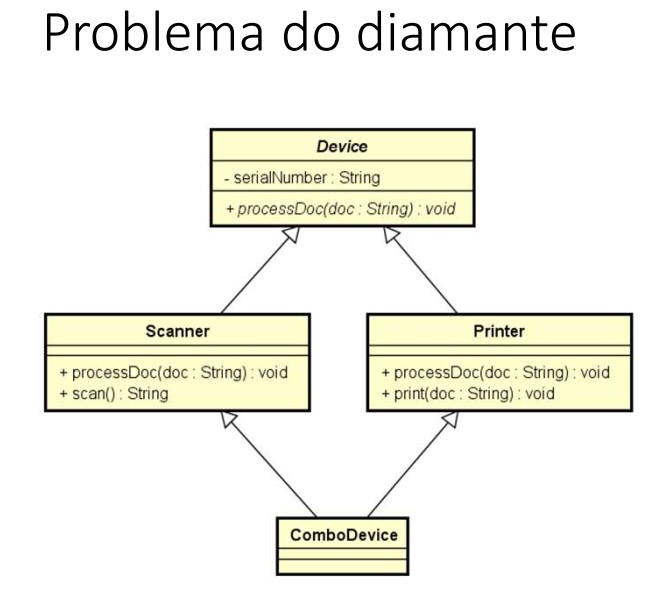 Problema do diamante
Device
- serialNumber : String
+ processDoc(doc : String) : void
Scanner
+ processDoc(doc : String) : void
+ scan() : String
Printer
+ processDoc(doc : String) : void
+ print(doc : String) : void
ComboDevice